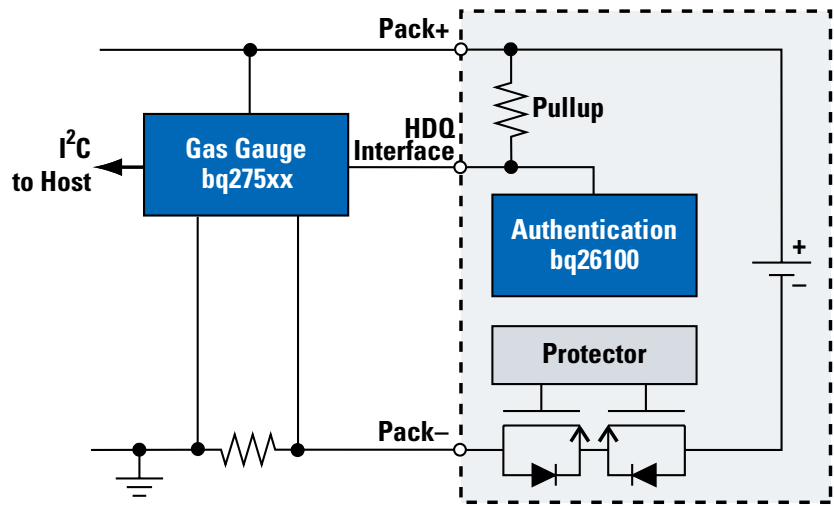 Pack+
Pullup
HDQ
Interface
I²C
to Host
Gas Gauge
bq275xx
Authentication
bq26100
+
–
Protector
Pack–